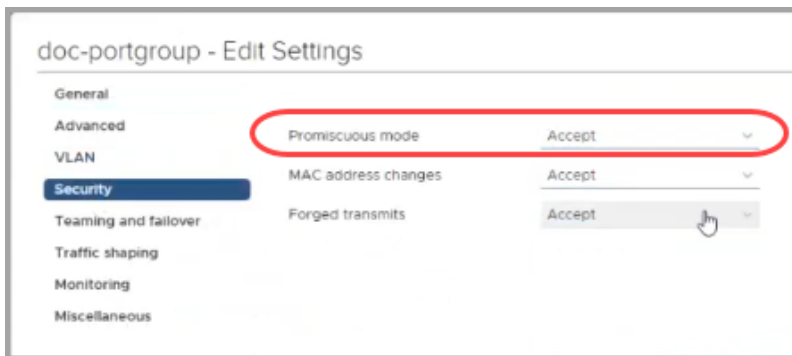 doc-portgroup - Edit Settings
General
Advanced
VLAN
Security
Teaming and failover
Traffic shaping
Monitoring
Miscellaneous
Promiscuous mode Accept
MAC address changes Accept
Forged transmits Accept